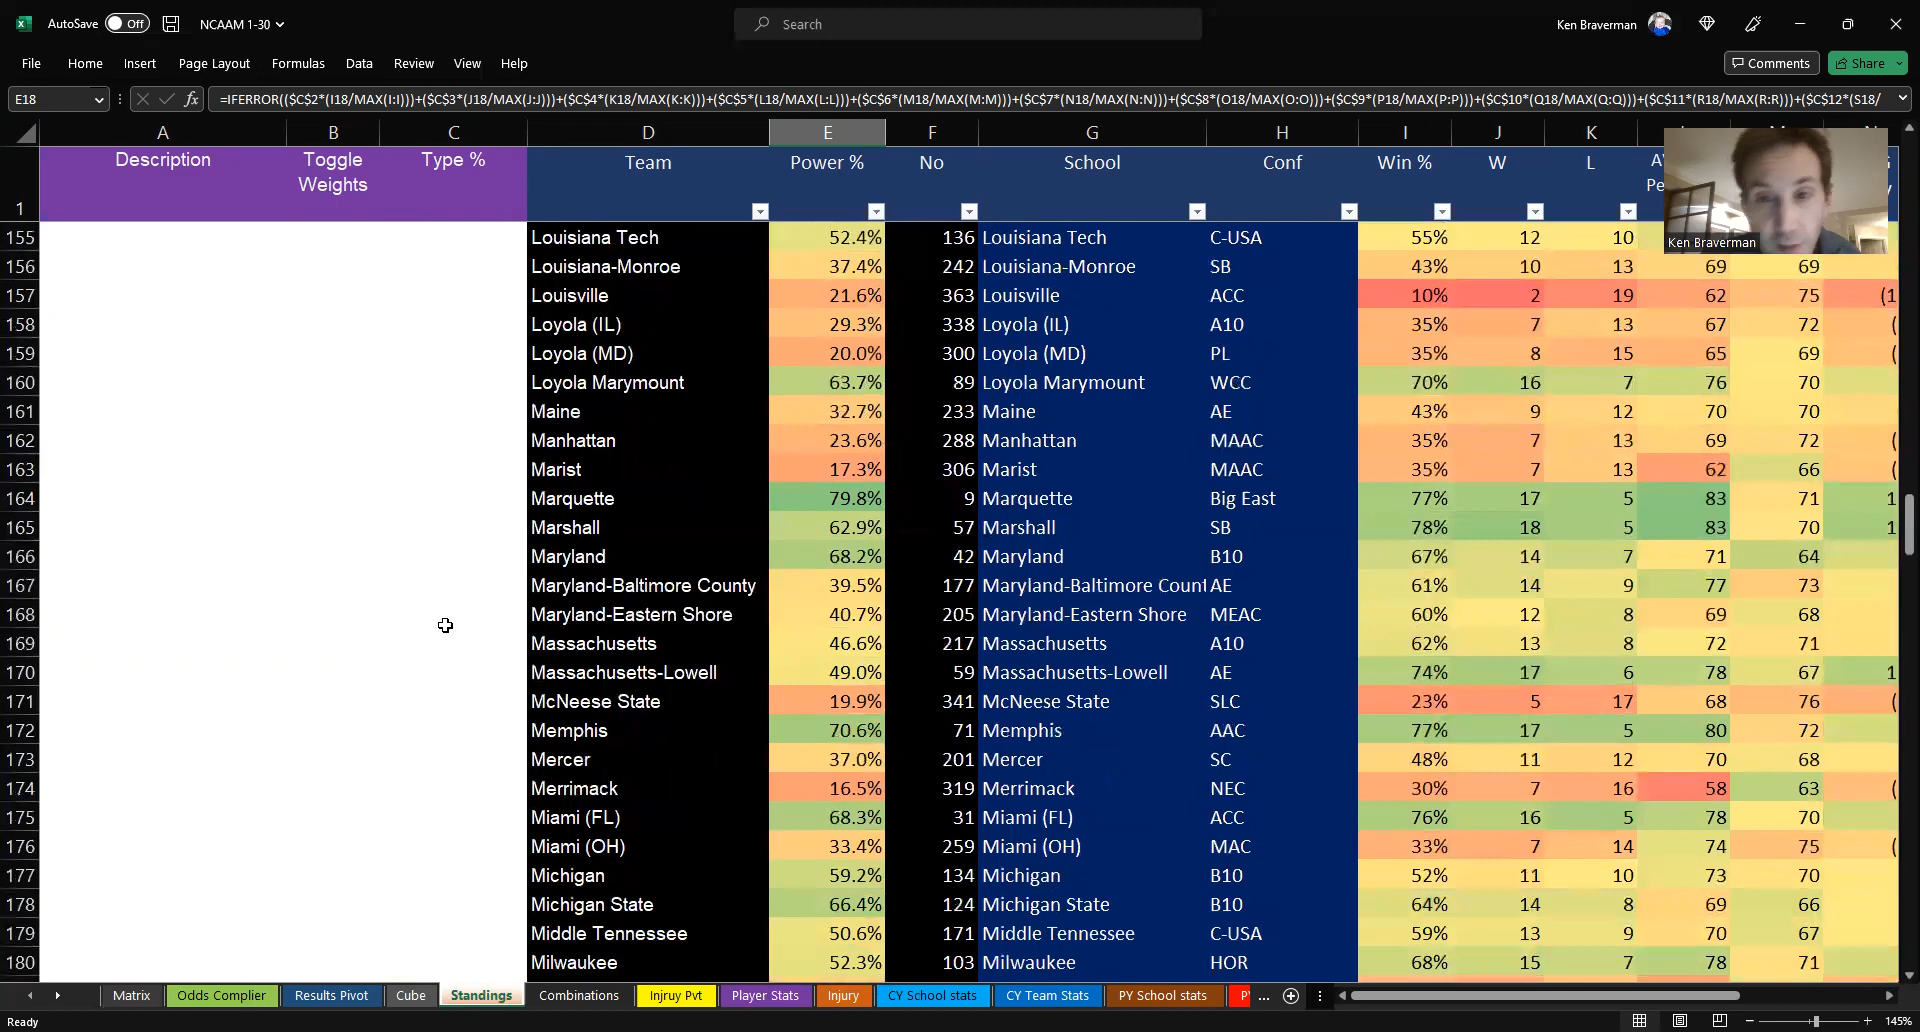 AutoSave Off NCAAM 1-30 Search Ken Braverman
File Home Insert Page Layout Formulas Data Review View Help Comments Share
E18 fx =IFERROR(($C$2*(I18/MAX(I:I)))+($C$3*(J18/MAX(J:J)))+($C$4*(K18/MAX(K:K)))+($C$5*(L18/MAX(L:L)))+($C$6*(M18/MAX(M:M)))+($C$7*(N18/MAX(N:N)))+($C$8*(O18/MAX(O:O)))+($C$9*(P18/MAX(P:P)))+($C$10*(Q18/MAX(Q:Q)))+($C$11*(R18/MAX(R:R)))+($C$12*(S18/
A B C D E F G H I J K
1 Description Toggle Weights Type % Team Power % No School Conf Win % W L
Ken Braverman
155 Louisiana Tech 52.4% 136 Louisiana Tech C-USA 55% 12 10
156 Louisiana-Monroe 37.4% 242 Louisiana-Monroe SB 43% 10 13 69 69
157 Louisville 21.6% 363 Louisville ACC 10% 2 19 62 75 (1
158 Loyola (IL) 29.3% 338 Loyola (IL) A10 35% 7 13 67 72 (
159 Loyola (MD) 20.0% 300 Loyola (MD) PL 35% 8 15 65 69 (
160 Loyola Marymount 63.7% 89 Loyola Marymount WCC 70% 16 7 76 70
161 Maine 32.7% 233 Maine AE 43% 9 12 70 70
162 Manhattan 23.6% 288 Manhattan MAAC 35% 7 13 69 72 (
163 Marist 17.3% 306 Marist MAAC 35% 7 13 62 66 (
164 Marquette 79.8% 9 Marquette Big East 77% 17 5 83 71 1
165 Marshall 62.9% 57 Marshall SB 78% 18 5 83 70 1
166 Maryland 68.2% 42 Maryland B10 67% 14 7 71 64
167 Maryland-Baltimore County 39.5% 177 Maryland-Baltimore Count AE 61% 14 9 77 73
168 Maryland-Eastern Shore 40.7% 205 Maryland-Eastern Shore MEAC 60% 12 8 69 68
169 Massachusetts 46.6% 217 Massachusetts A10 62% 13 8 72 71
170 Massachusetts-Lowell 49.0% 59 Massachusetts-Lowell AE 74% 17 6 78 67 1
171 McNeese State 19.9% 341 McNeese State SLC 23% 5 17 68 76 (
172 Memphis 70.6% 71 Memphis AAC 77% 17 5 80 72
173 Mercer 37.0% 201 Mercer SC 48% 11 12 70 68
174 Merrimack 16.5% 319 Merrimack NEC 30% 7 16 58 63 (
175 Miami (FL) 68.3% 31 Miami (FL) ACC 76% 16 5 78 70
176 Miami (OH) 33.4% 259 Miami (OH) MAC 33% 7 14 74 75 (
177 Michigan 59.2% 134 Michigan B10 52% 11 10 73 70
178 Michigan State 66.4% 124 Michigan State B10 64% 14 8 69 66
179 Middle Tennessee 50.6% 171 Middle Tennessee C-USA 59% 13 9 70 67
180 Milwaukee 52.3% 103 Milwaukee HOR 68% 15 7 78 71
Matrix Odds Complier Results Pivot Cube Standings Combinations Injruy Pvt Player Stats Injury CY School stats CY Team Stats PY School stats ...
Ready 145%